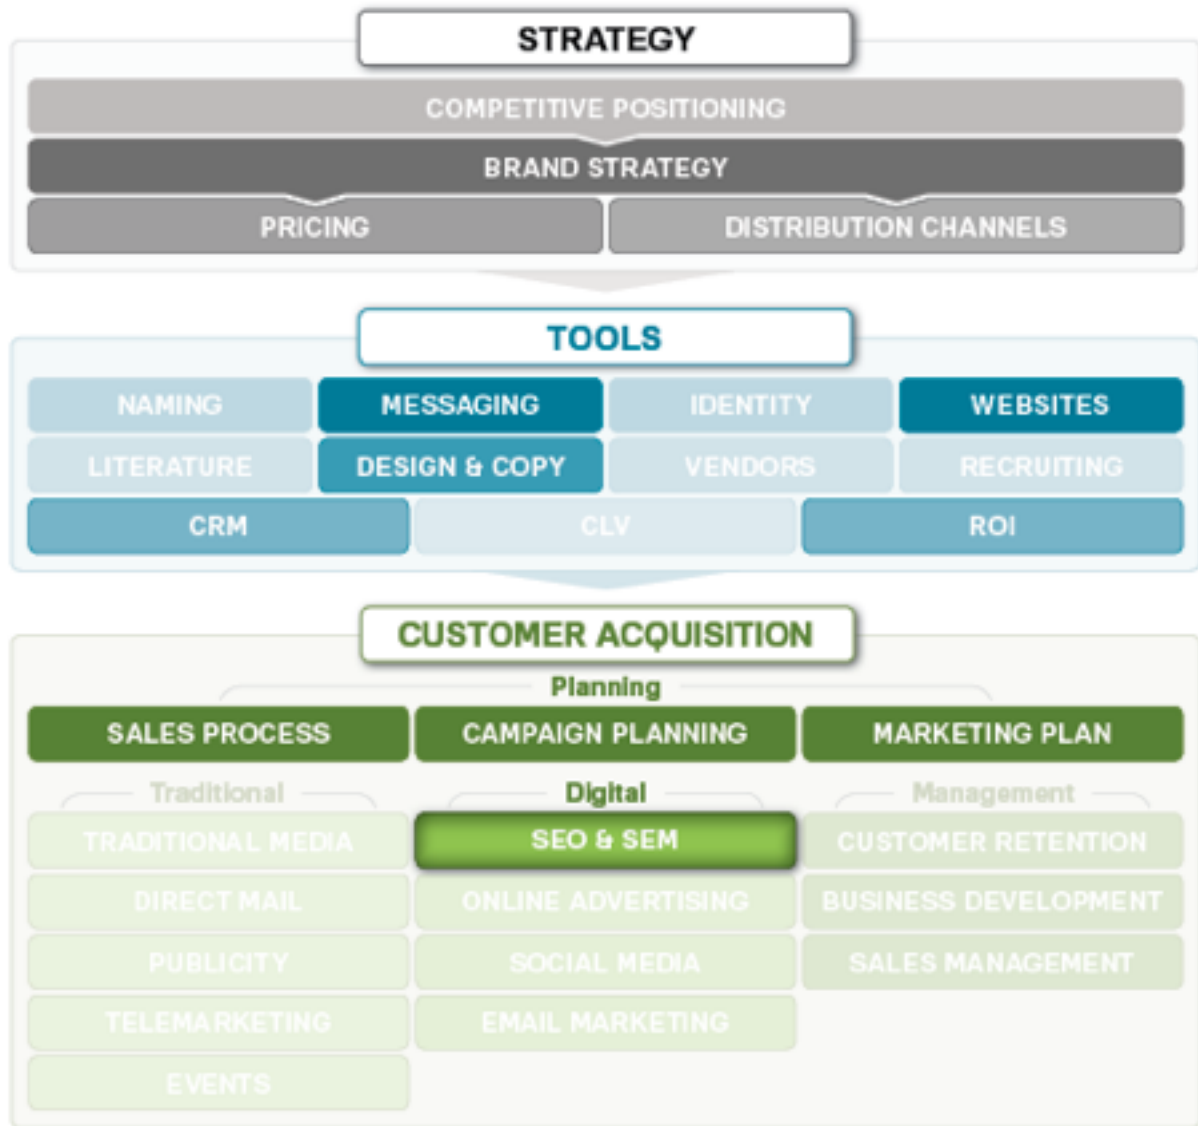 STRATEGY
COMPETITIVE POSITIONING
BRAND STRATEGY
PRICING DISTRIBUTION CHANNELS
TOOLS
NAMING MESSAGING IDENTITY WEBSITES
LITERATURE DESIGN & COPY VENDORS RECRUITING
CRM CLV ROI
CUSTOMER ACQUISITION
Planning
SALES PROCESS CAMPAIGN PLANNING MARKETING PLAN
Traditional Digital Management
TRADITIONAL MEDIA SEO & SEM CUSTOMER RETENTION
DIRECT MAIL ONLINE ADVERTISING BUSINESS DEVELOPMENT
PUBLICITY SOCIAL MEDIA SALES MANAGEMENT
TELEMARKETING EMAIL MARKETING
EVENTS